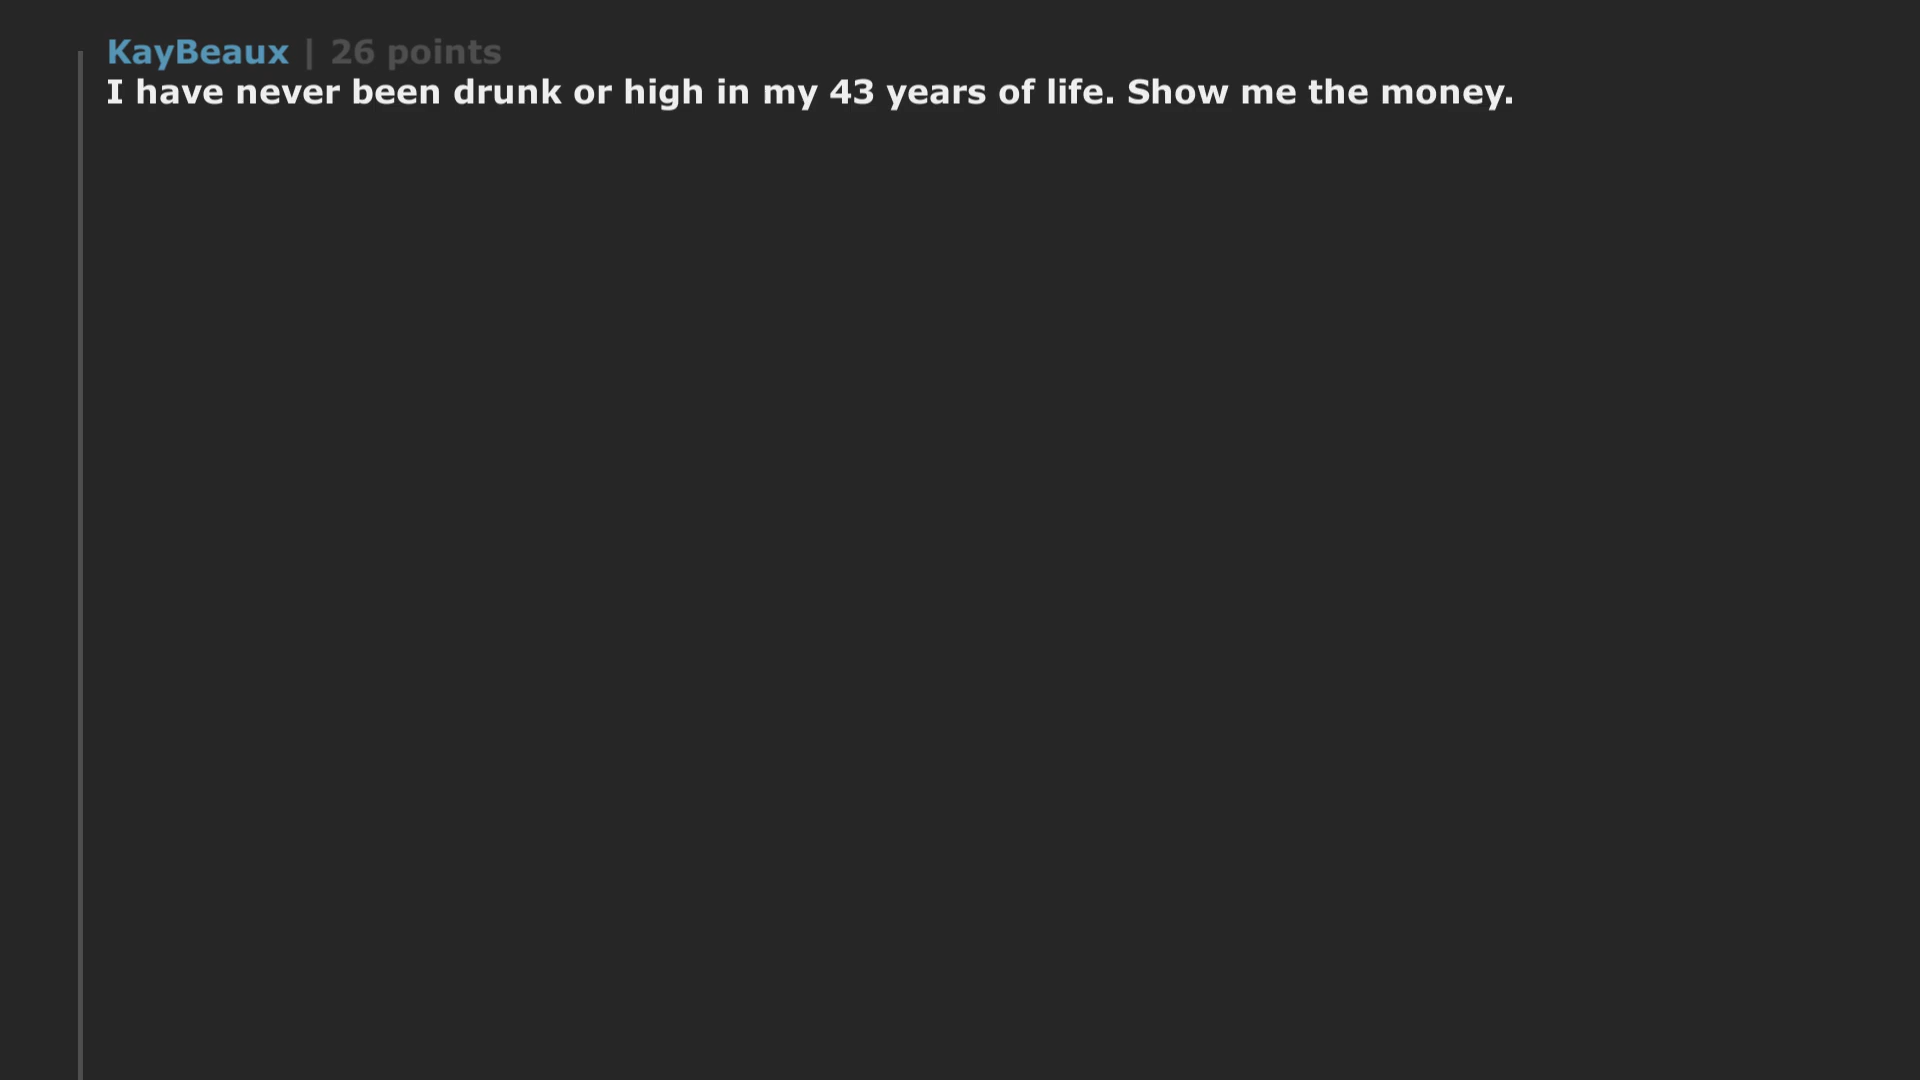 KayBeaux | 26 points
I have never been drunk or high in my 43 years of life. Show me the money.